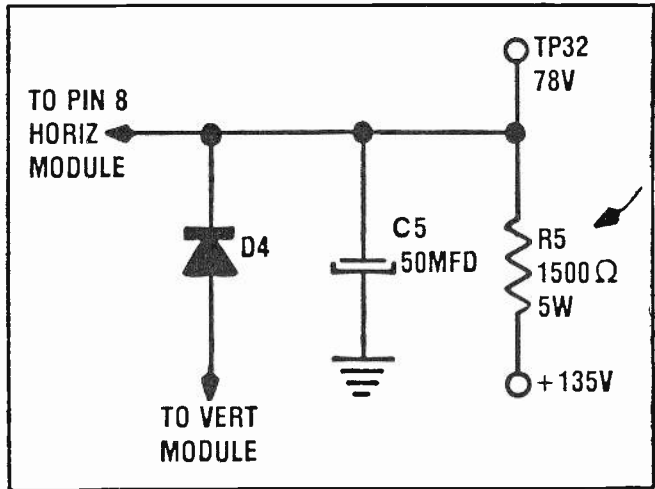 TP32
78V
TO PIN 8
HORIZ
MODULE
D4
C5
50MFD
R5
1500Ω
5W
+135V
TO VERT
MODULE